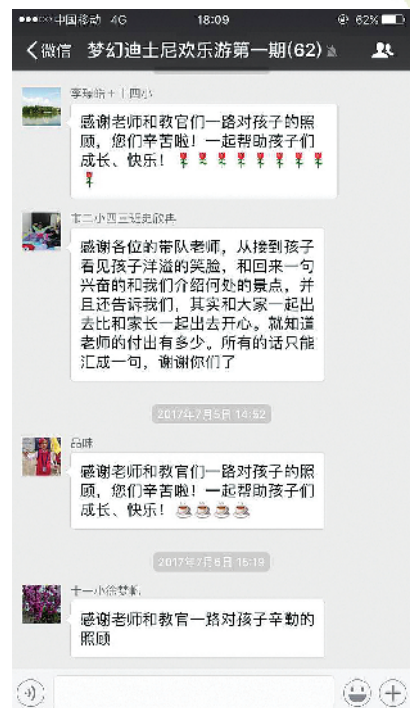 中国移动 4G 18:09 62%
微信 梦幻迪士尼欢乐游第一期(62)
感谢老师和教官们一路对孩子的照
顾，您们辛苦啦！一起帮助孩子们
成长、快乐！
感谢各位的带队老师，从接到孩子
看见孩子洋溢的笑脸，和回来一句
兴奋的和我们介绍何处的景点，并
且还告诉我们，其实和大家一起出
去比和家长一起出去开心。就知道
老师的付出有多少。所有的话只能
汇成一句，谢谢你们了
2017年7月5日 14:52
品味
感谢老师和教官们一路对孩子的照
顾，您们辛苦啦！一起帮助孩子们
成长、快乐！
2017年7月6日 15:19
十一小徐梦帆
感谢老师和教官一路对孩子辛勤的
照顾